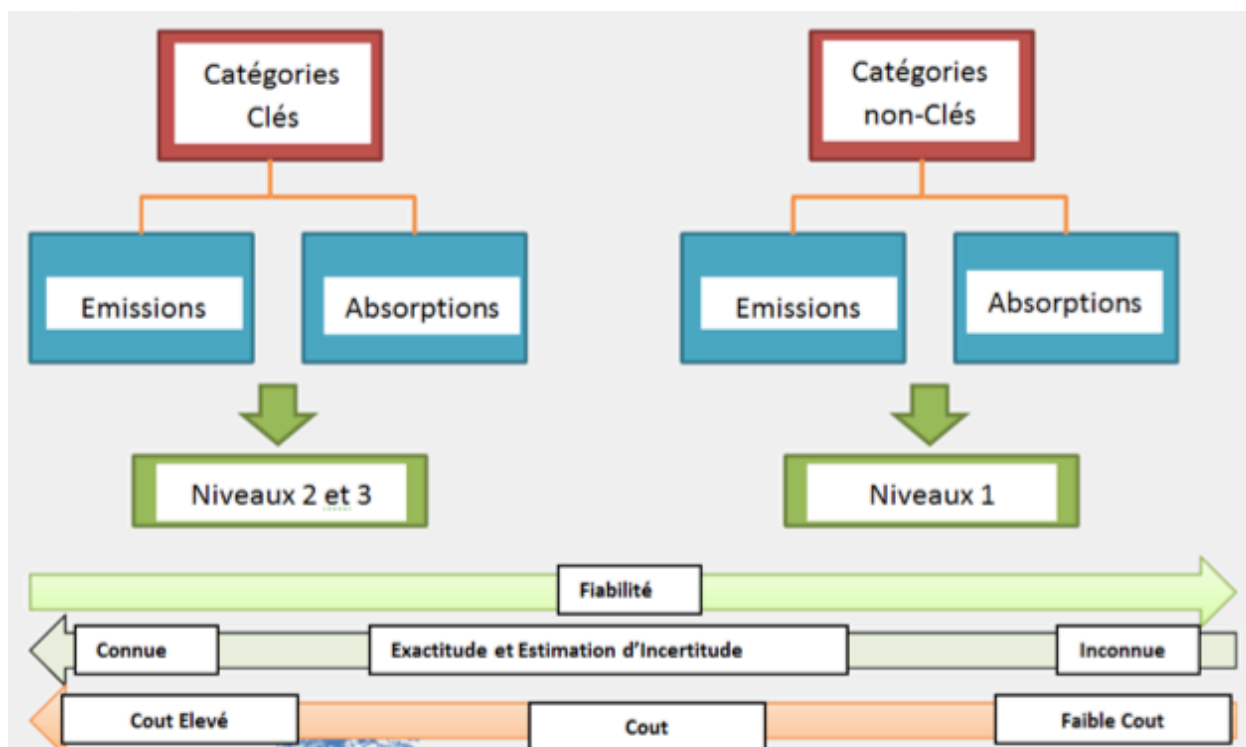 Catégories
Clés
Catégories
non-Clés
Emissions
Absorptions
Emissions
Absorptions
Niveaux 2 et 3
Niveaux 1
Fiabilité
Connue
Exactitude et Estimation d'Incertitude
Inconnue
Cout Elevé
Cout
Faible Cout